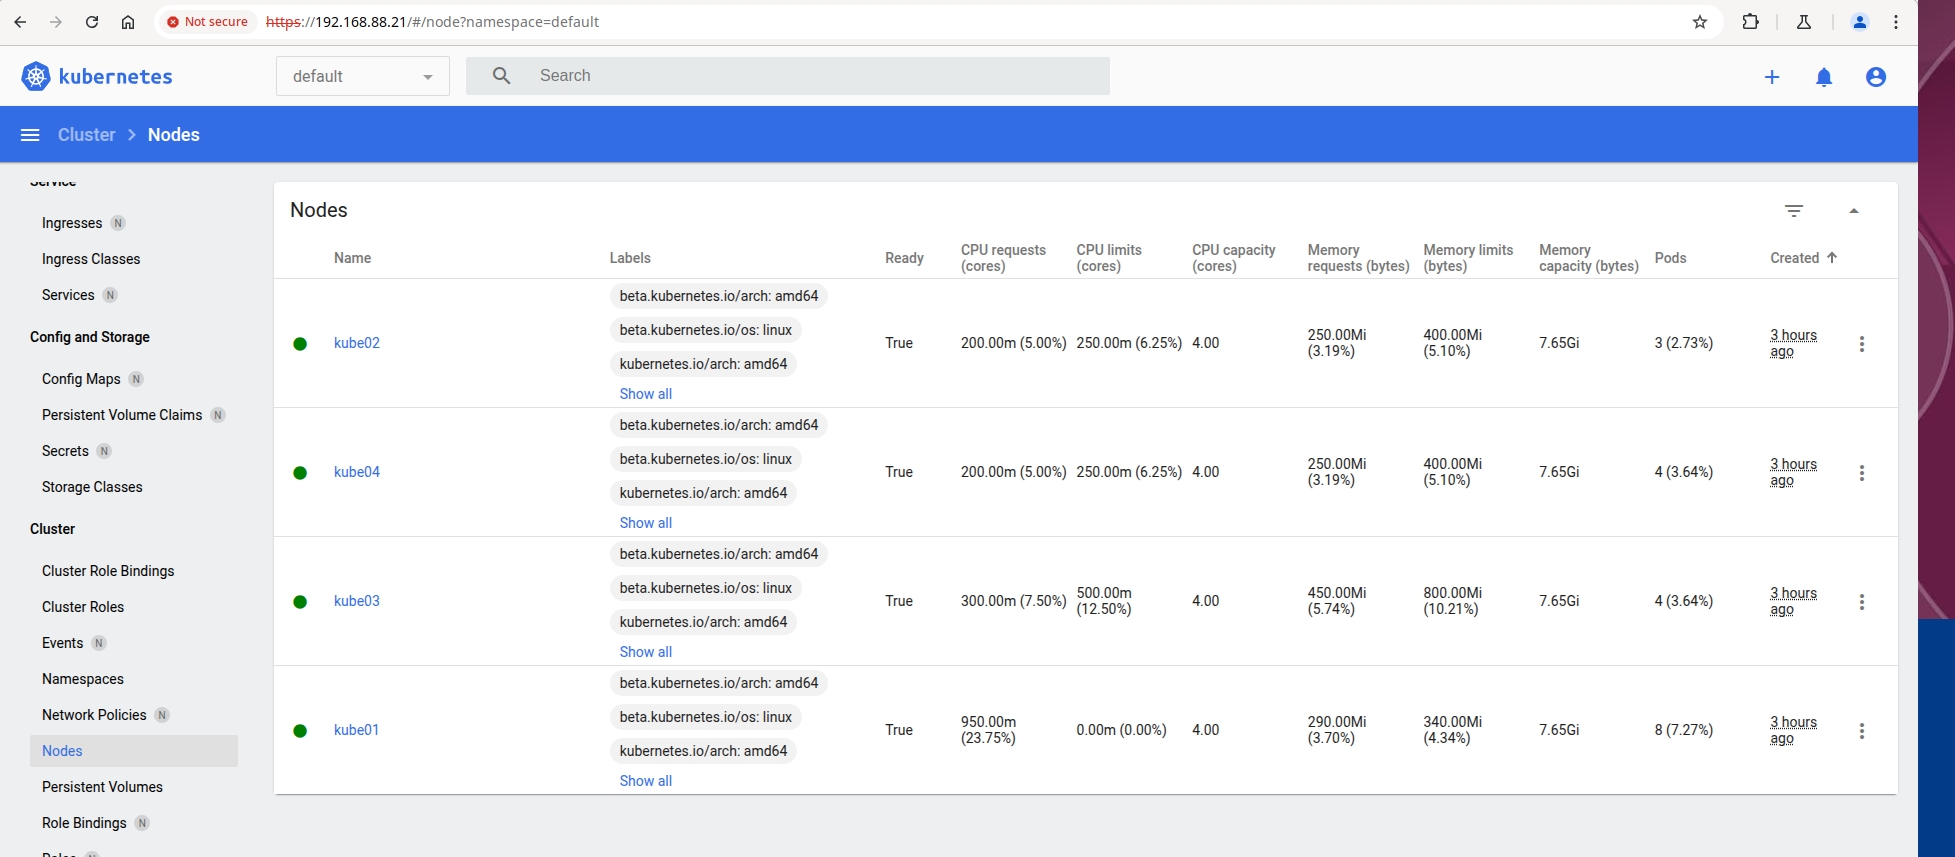 Not secure https://192.168.88.21/#/node?namespace=default
kubernetes default Search
Cluster Nodes
Service
Ingresses N
Ingress Classes
Services N
Config and Storage
Config Maps N
Persistent Volume Claims N
Secrets N
Storage Classes
Cluster
Cluster Role Bindings
Cluster Roles
Events N
Namespaces
Network Policies N
Nodes
Persistent Volumes
Role Bindings N
Roles N
Nodes
Name Labels Ready CPU requests (cores) CPU limits (cores) CPU capacity (cores) Memory requests (bytes) Memory limits (bytes) Memory capacity (bytes) Pods Created
beta.kubernetes.io/arch: amd64
beta.kubernetes.io/os: linux
kube02 True 200.00m (5.00%) 250.00m (6.25%) 4.00 250.00Mi (3.19%) 400.00Mi (5.10%) 7.65Gi 3 (2.73%) 3 hours ago
kubernetes.io/arch: amd64
Show all
beta.kubernetes.io/arch: amd64
beta.kubernetes.io/os: linux
kube04 True 200.00m (5.00%) 250.00m (6.25%) 4.00 250.00Mi (3.19%) 400.00Mi (5.10%) 7.65Gi 4 (3.64%) 3 hours ago
kubernetes.io/arch: amd64
Show all
beta.kubernetes.io/arch: amd64
beta.kubernetes.io/os: linux
kube03 True 300.00m (7.50%) 500.00m (12.50%) 4.00 450.00Mi (5.74%) 800.00Mi (10.21%) 7.65Gi 4 (3.64%) 3 hours ago
kubernetes.io/arch: amd64
Show all
beta.kubernetes.io/arch: amd64
beta.kubernetes.io/os: linux
kube01 True 950.00m (23.75%) 0.00m (0.00%) 4.00 290.00Mi (3.70%) 340.00Mi (4.34%) 7.65Gi 8 (7.27%) 3 hours ago
kubernetes.io/arch: amd64
Show all